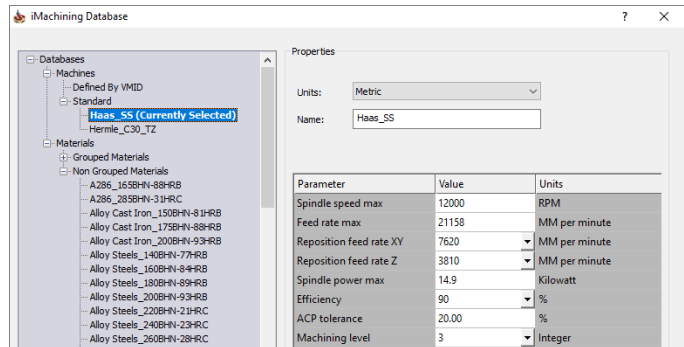 iMachining Database
? ×
Databases
Machines
Defined By VMID
Standard
Haas_SS (Currently Selected)
Hermle_C30_TZ
Materials
Grouped Materials
Non Grouped Materials
A286_165BHN-88HRB
A286_285BHN-31HRC
Alloy Cast Iron_150BHN-81HRB
Alloy Cast Iron_175BHN-88HRB
Alloy Cast Iron_200BHN-93HRB
Alloy Steels_140BHN-77HRB
Alloy Steels_160BHN-84HRB
Alloy Steels_180BHN-89HRB
Alloy Steels_200BHN-93HRB
Alloy Steels_220BHN-21HRC
Alloy Steels_240BHN-23HRC
Alloy Steels_260BHN-28HRC
Properties
Units: Metric
Name: Haas_SS
Parameter Value Units
Spindle speed max 12000 RPM
Feed rate max 21158 MM per minute
Reposition feed rate XY 7620 MM per minute
Reposition feed rate Z 3810 MM per minute
Spindle power max 14.9 Kilowatt
Efficiency 90 %
ACP tolerance 20.00 %
Machining level 3 Integer